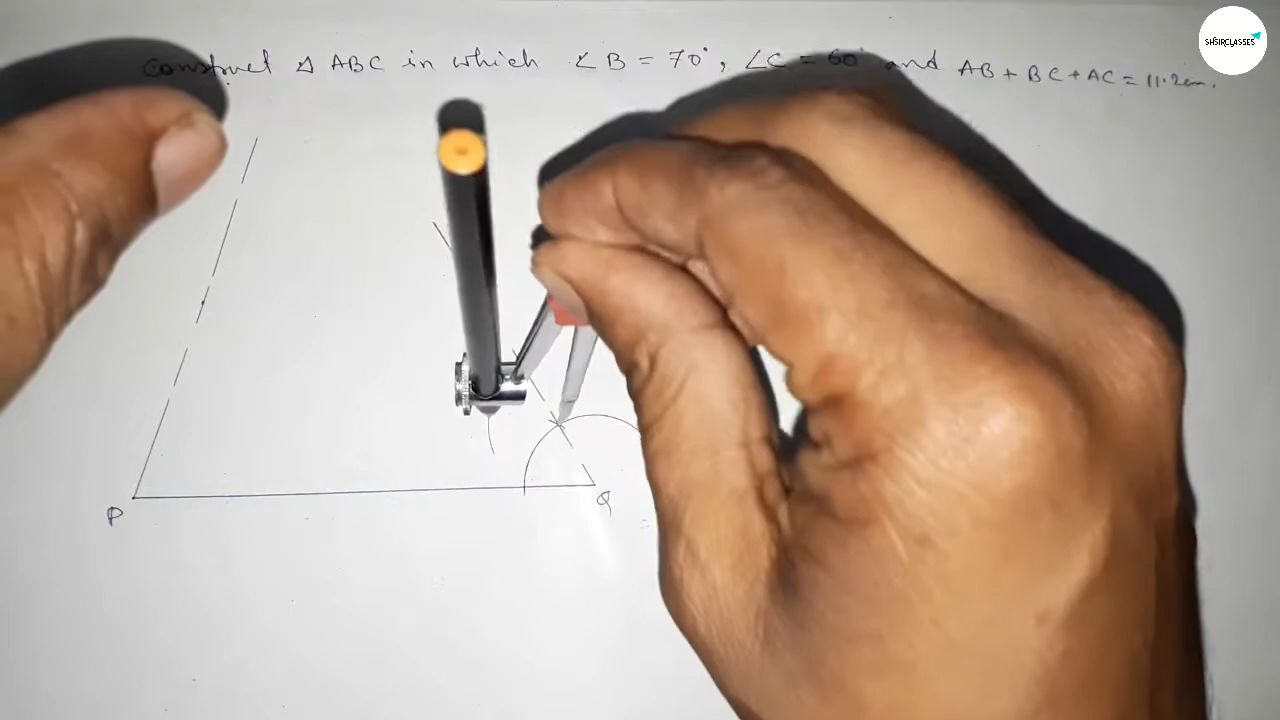 Construct △ ABC in which ∠B = 70°, ∠C = 60° and AB + BC + AC = 11.2cm.
SHSIRCLASSES
P
Q